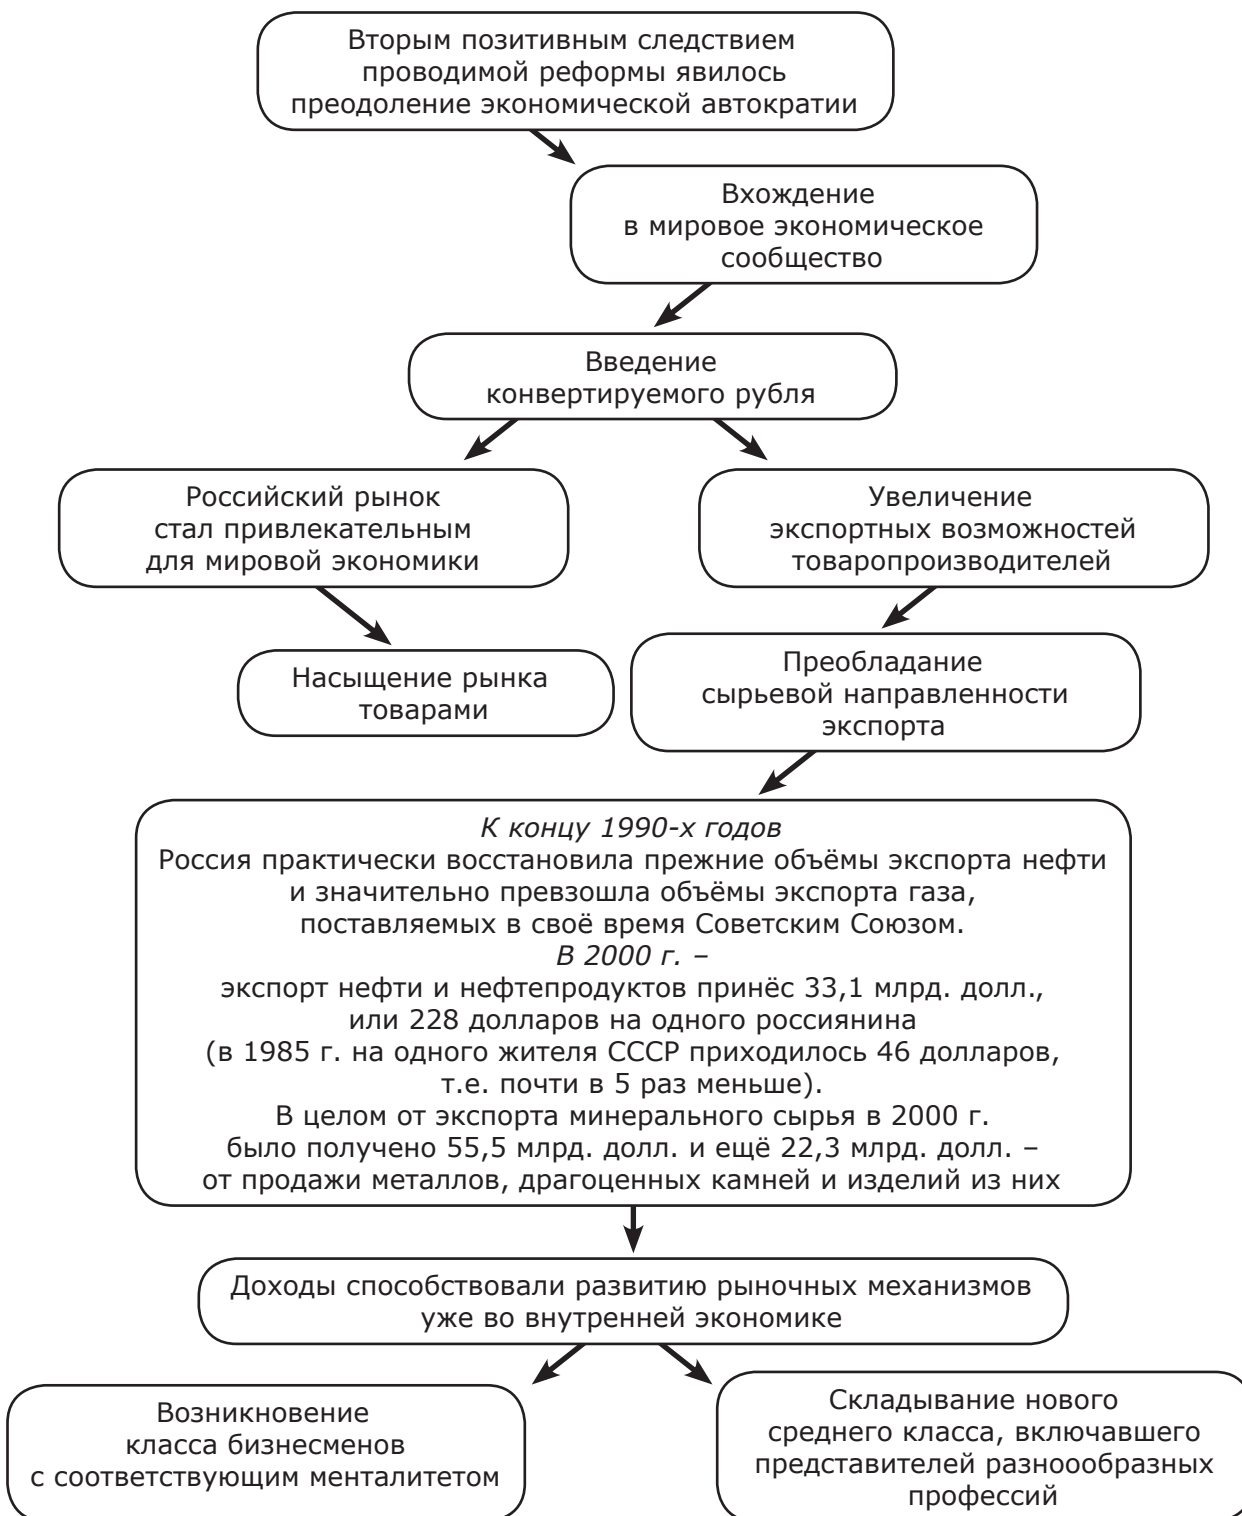 Вторым позитивным следствием
проводимой реформы явилось
преодоление экономической автократии
Вхождение
в мировое экономическое
сообщество
Введение
конвертируемого рубля
Российский рынок
стал привлекательным
для мировой экономики
Увеличение
экспортных возможностей
товаропроизводителей
Насыщение рынка
товарами
Преобладание
сырьевой направленности
экспорта
К концу 1990-х годов
Россия практически восстановила прежние объёмы экспорта нефти
и значительно превзошла объёмы экспорта газа,
поставляемых в своё время Советским Союзом.
В 2000 г. –
экспорт нефти и нефтепродуктов принёс 33,1 млрд. долл.,
или 228 долларов на одного россиянина
(в 1985 г. на одного жителя СССР приходилось 46 долларов,
т.е. почти в 5 раз меньше).
В целом от экспорта минерального сырья в 2000 г.
было получено 55,5 млрд. долл. и ещё 22,3 млрд. долл. –
от продажи металлов, драгоценных камней и изделий из них
Доходы способствовали развитию рыночных механизмов
уже во внутренней экономике
Возникновение
класса бизнесменов
с соответствующим менталитетом
Складывание нового
среднего класса, включавшего
представителей разноообразных
профессий